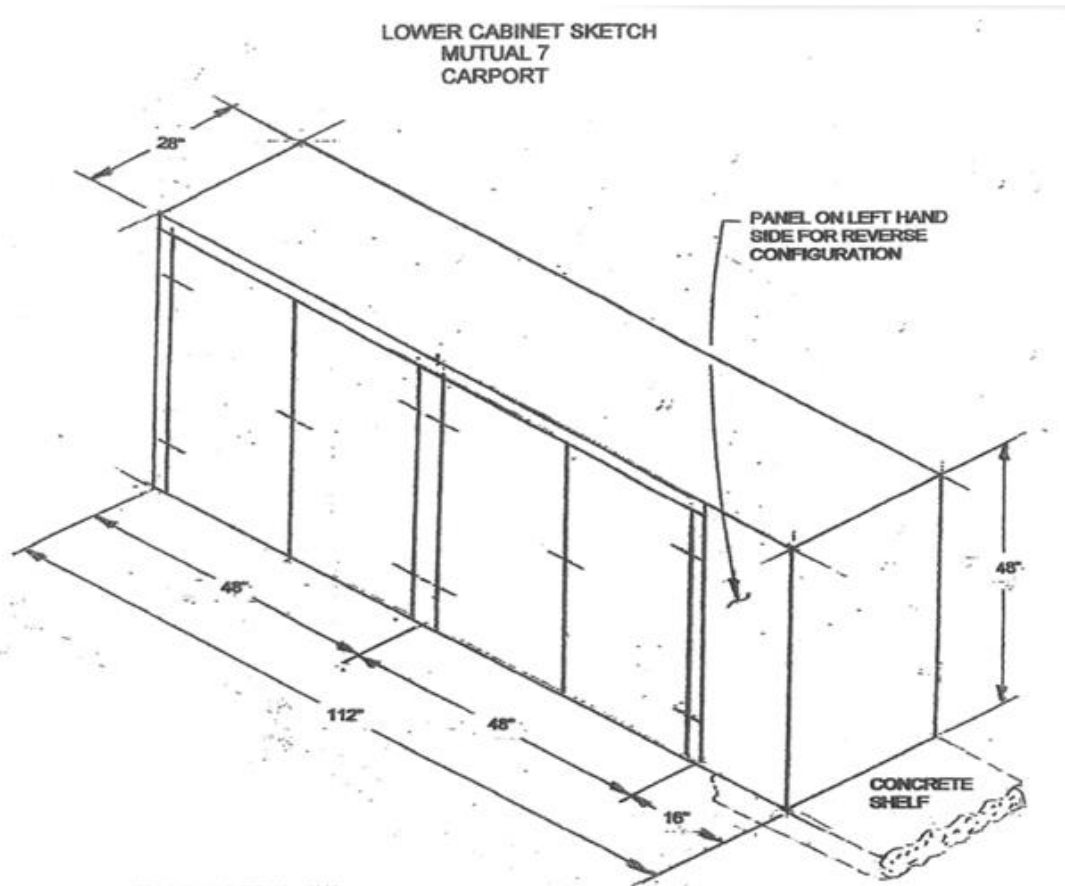 LOWER CABINET SKETCH
MUTUAL 7
CARPORT
28"
PANEL ON LEFT HAND
SIDE FOR REVERSE
CONFIGURATION
48"
48"
112"
48"
16"
CONCRETE
SHELF